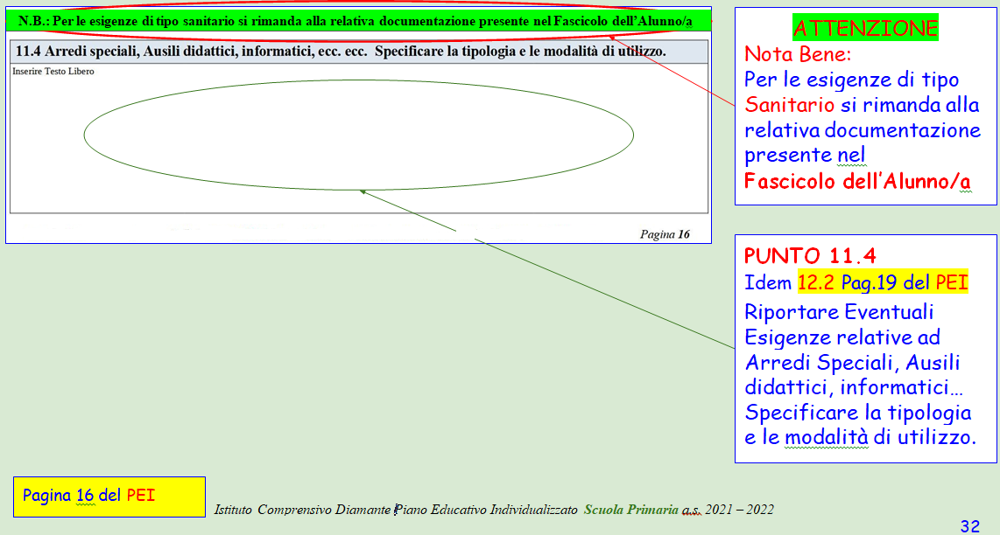 N.B.: Per le esigenze di tipo sanitario si rimanda alla relativa documentazione presente nel Fascicolo dell'Alunno/a
11.4 Arredi speciali, Ausili didattici, informatici, ecc. ecc. Specificare la tipologia e le modalità di utilizzo.
Inserire Testo Libero
Pagina 16
ATTENZIONE
Nota Bene:
Per le esigenze di tipo
Sanitario si rimanda alla
relativa documentazione
presente nel
Fascicolo dell'Alunno/a
PUNTO 11.4
Idem 12.2 Pag.19 del PEI
Riportare Eventuali
Esigenze relative ad
Arredi Speciali, Ausili
didattici, informatici…
Specificare la tipologia
e le modalità di utilizzo.
Pagina 16 del PEI
Istituto Comprensivo Diamante Piano Educativo Individualizzato Scuola Primaria a.s. 2021 – 2022
32